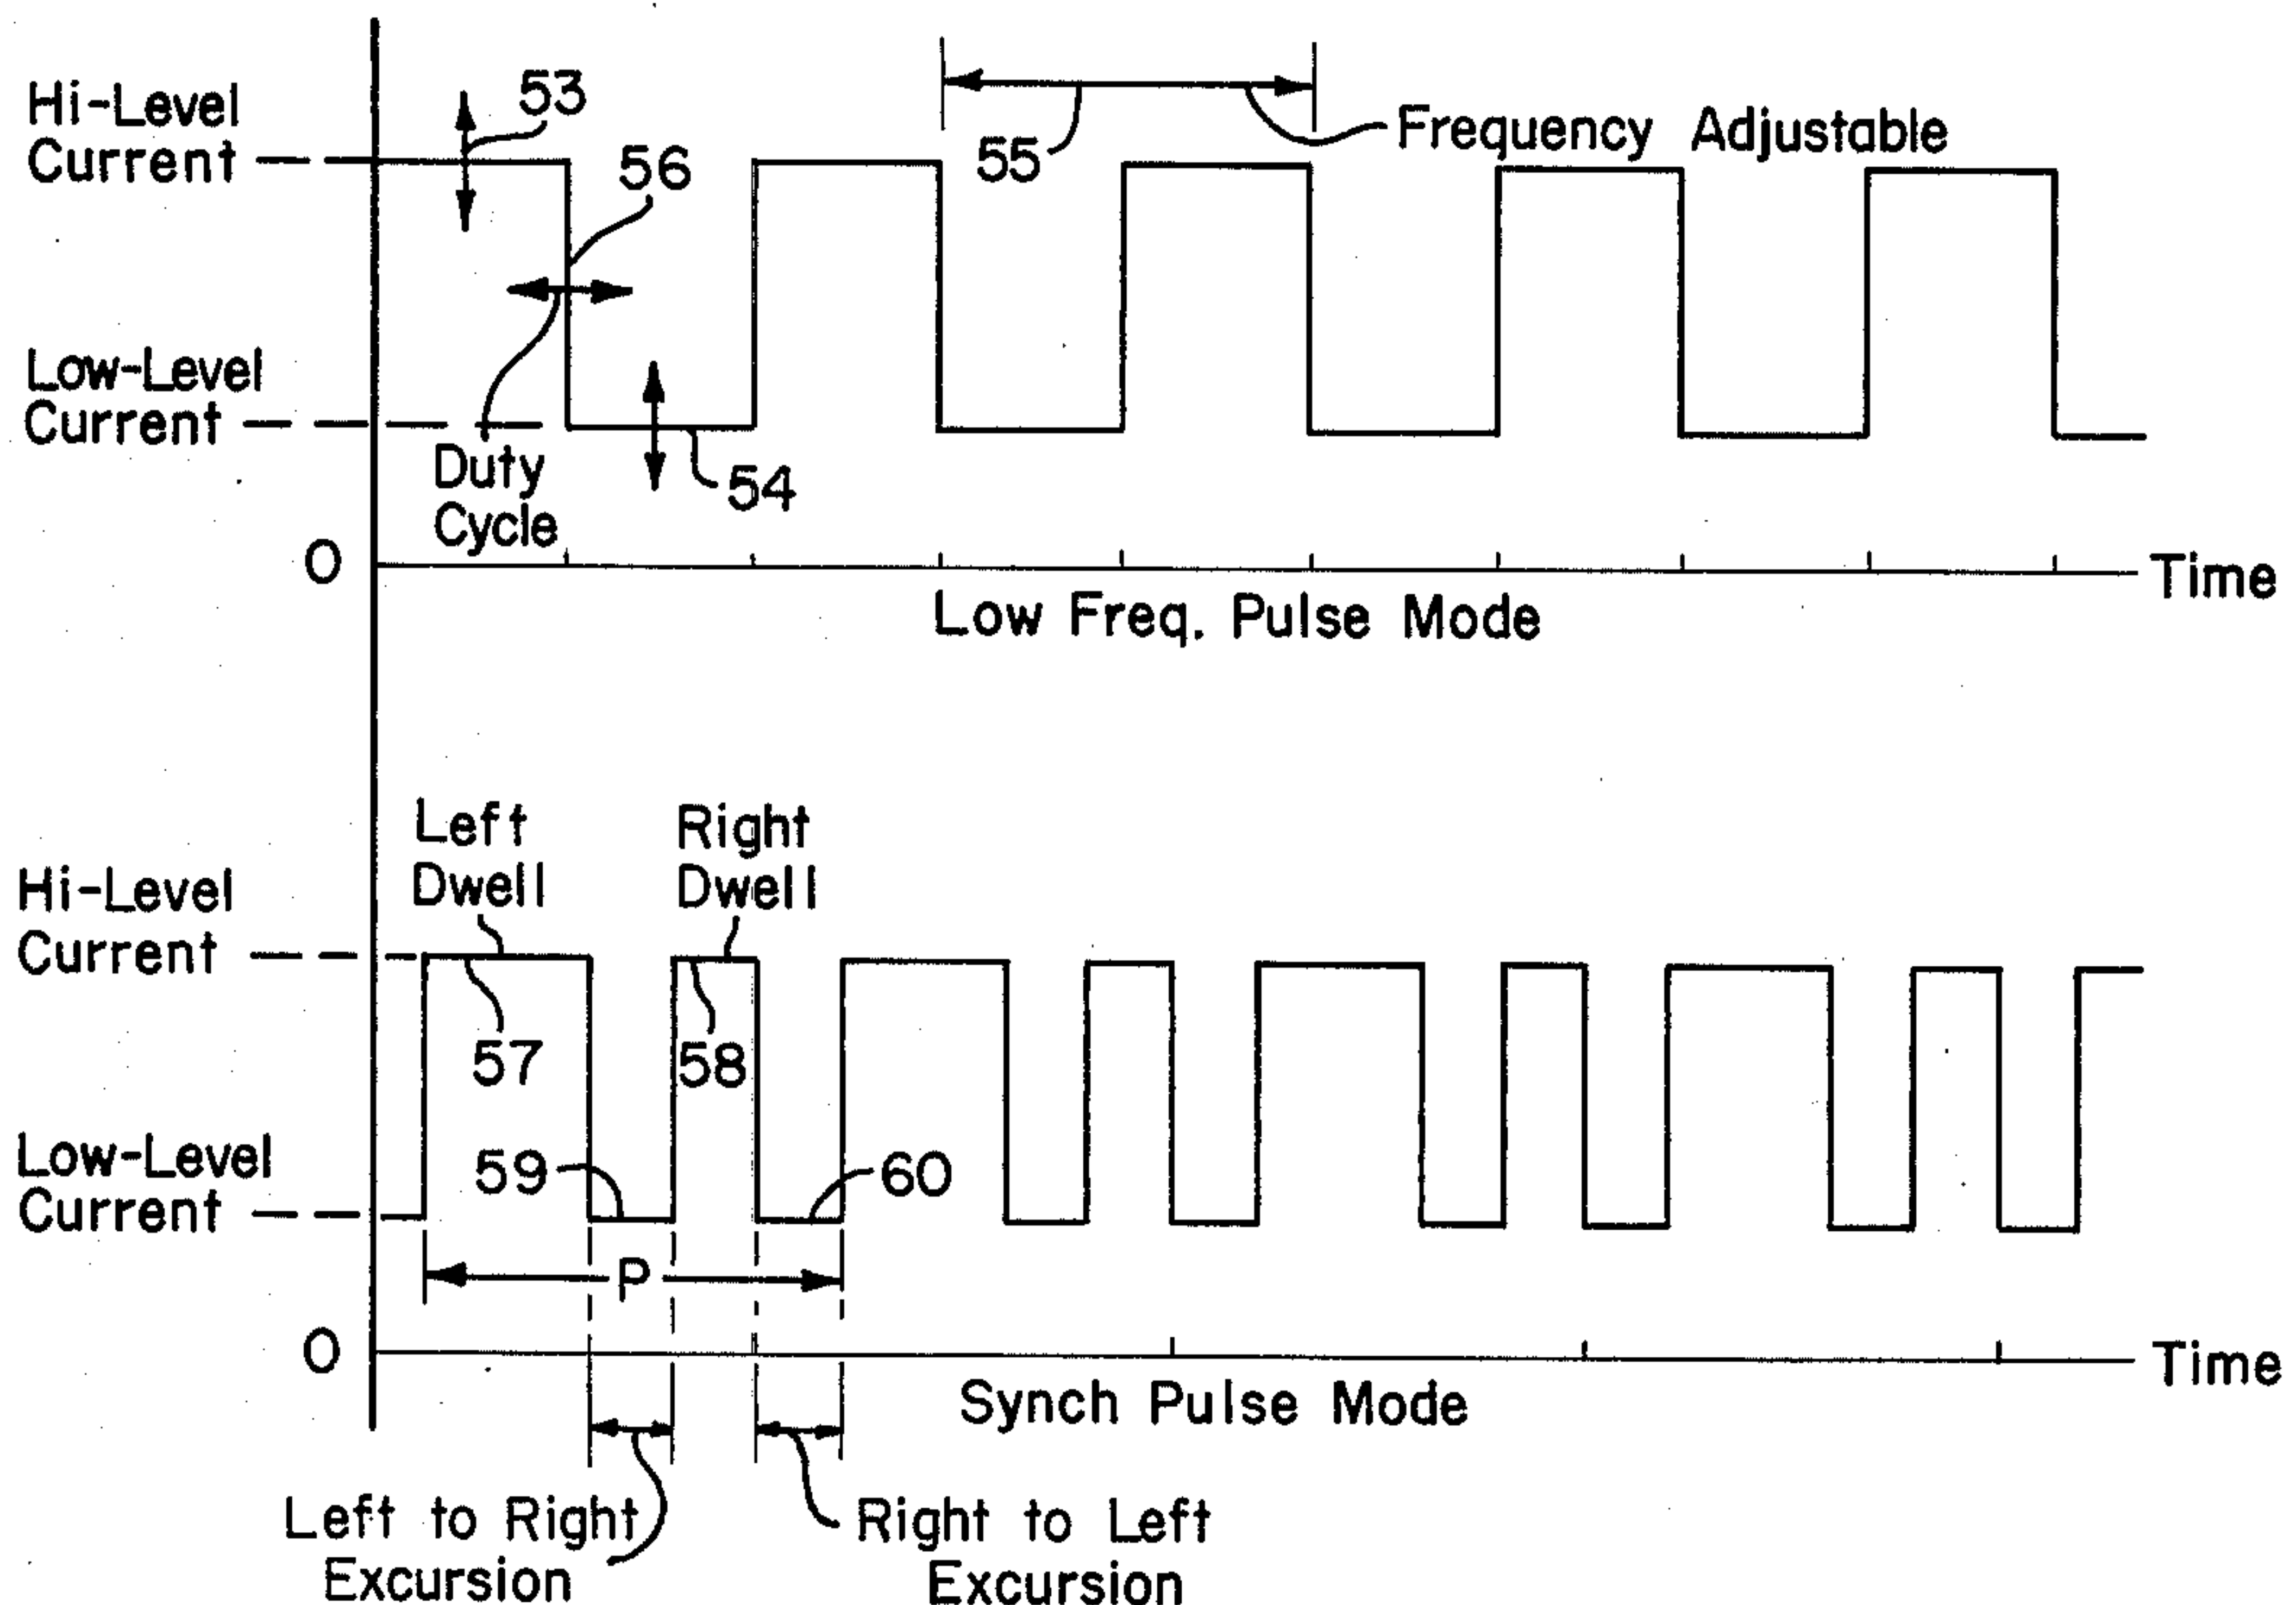 Hi-Level
Current
53
56
55
Frequency Adjustable
Low-Level
Current
Duty
Cycle
54
0
Time
Low Freq. Pulse Mode
Left
Dwell
Right
Dwell
Hi-Level
Current
57
58
59
60
Low-Level
Current
P
0
Time
Synch Pulse Mode
Left to Right
Excursion
Right to Left
Excursion